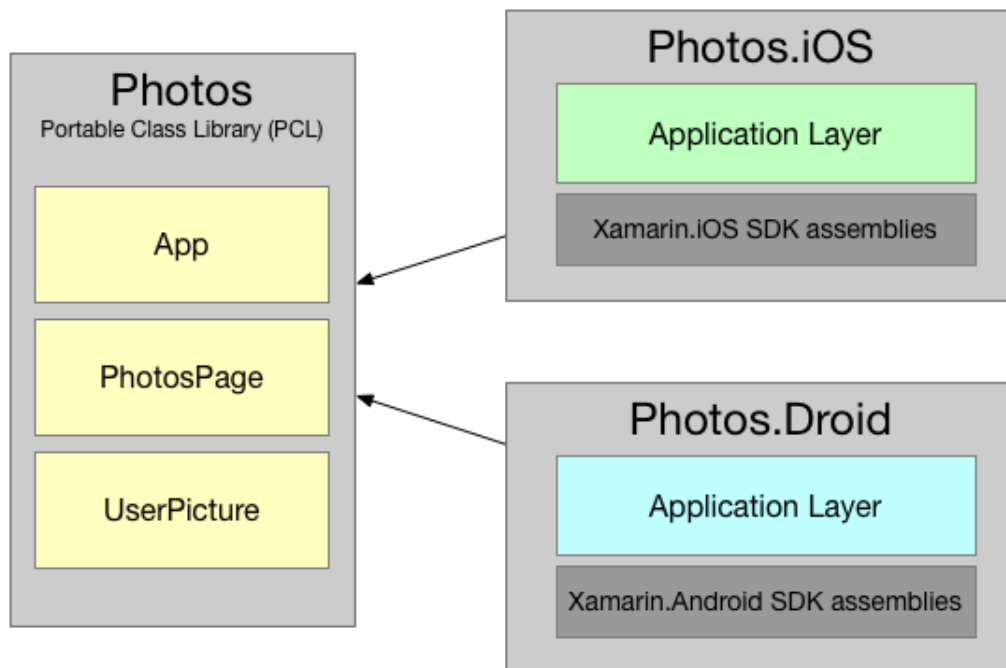 Photos
Portable Class Library (PCL)
App
PhotosPage
UserPicture
Photos.iOS
Application Layer
Xamarin.iOS SDK assemblies
Photos.Droid
Application Layer
Xamarin.Android SDK assemblies